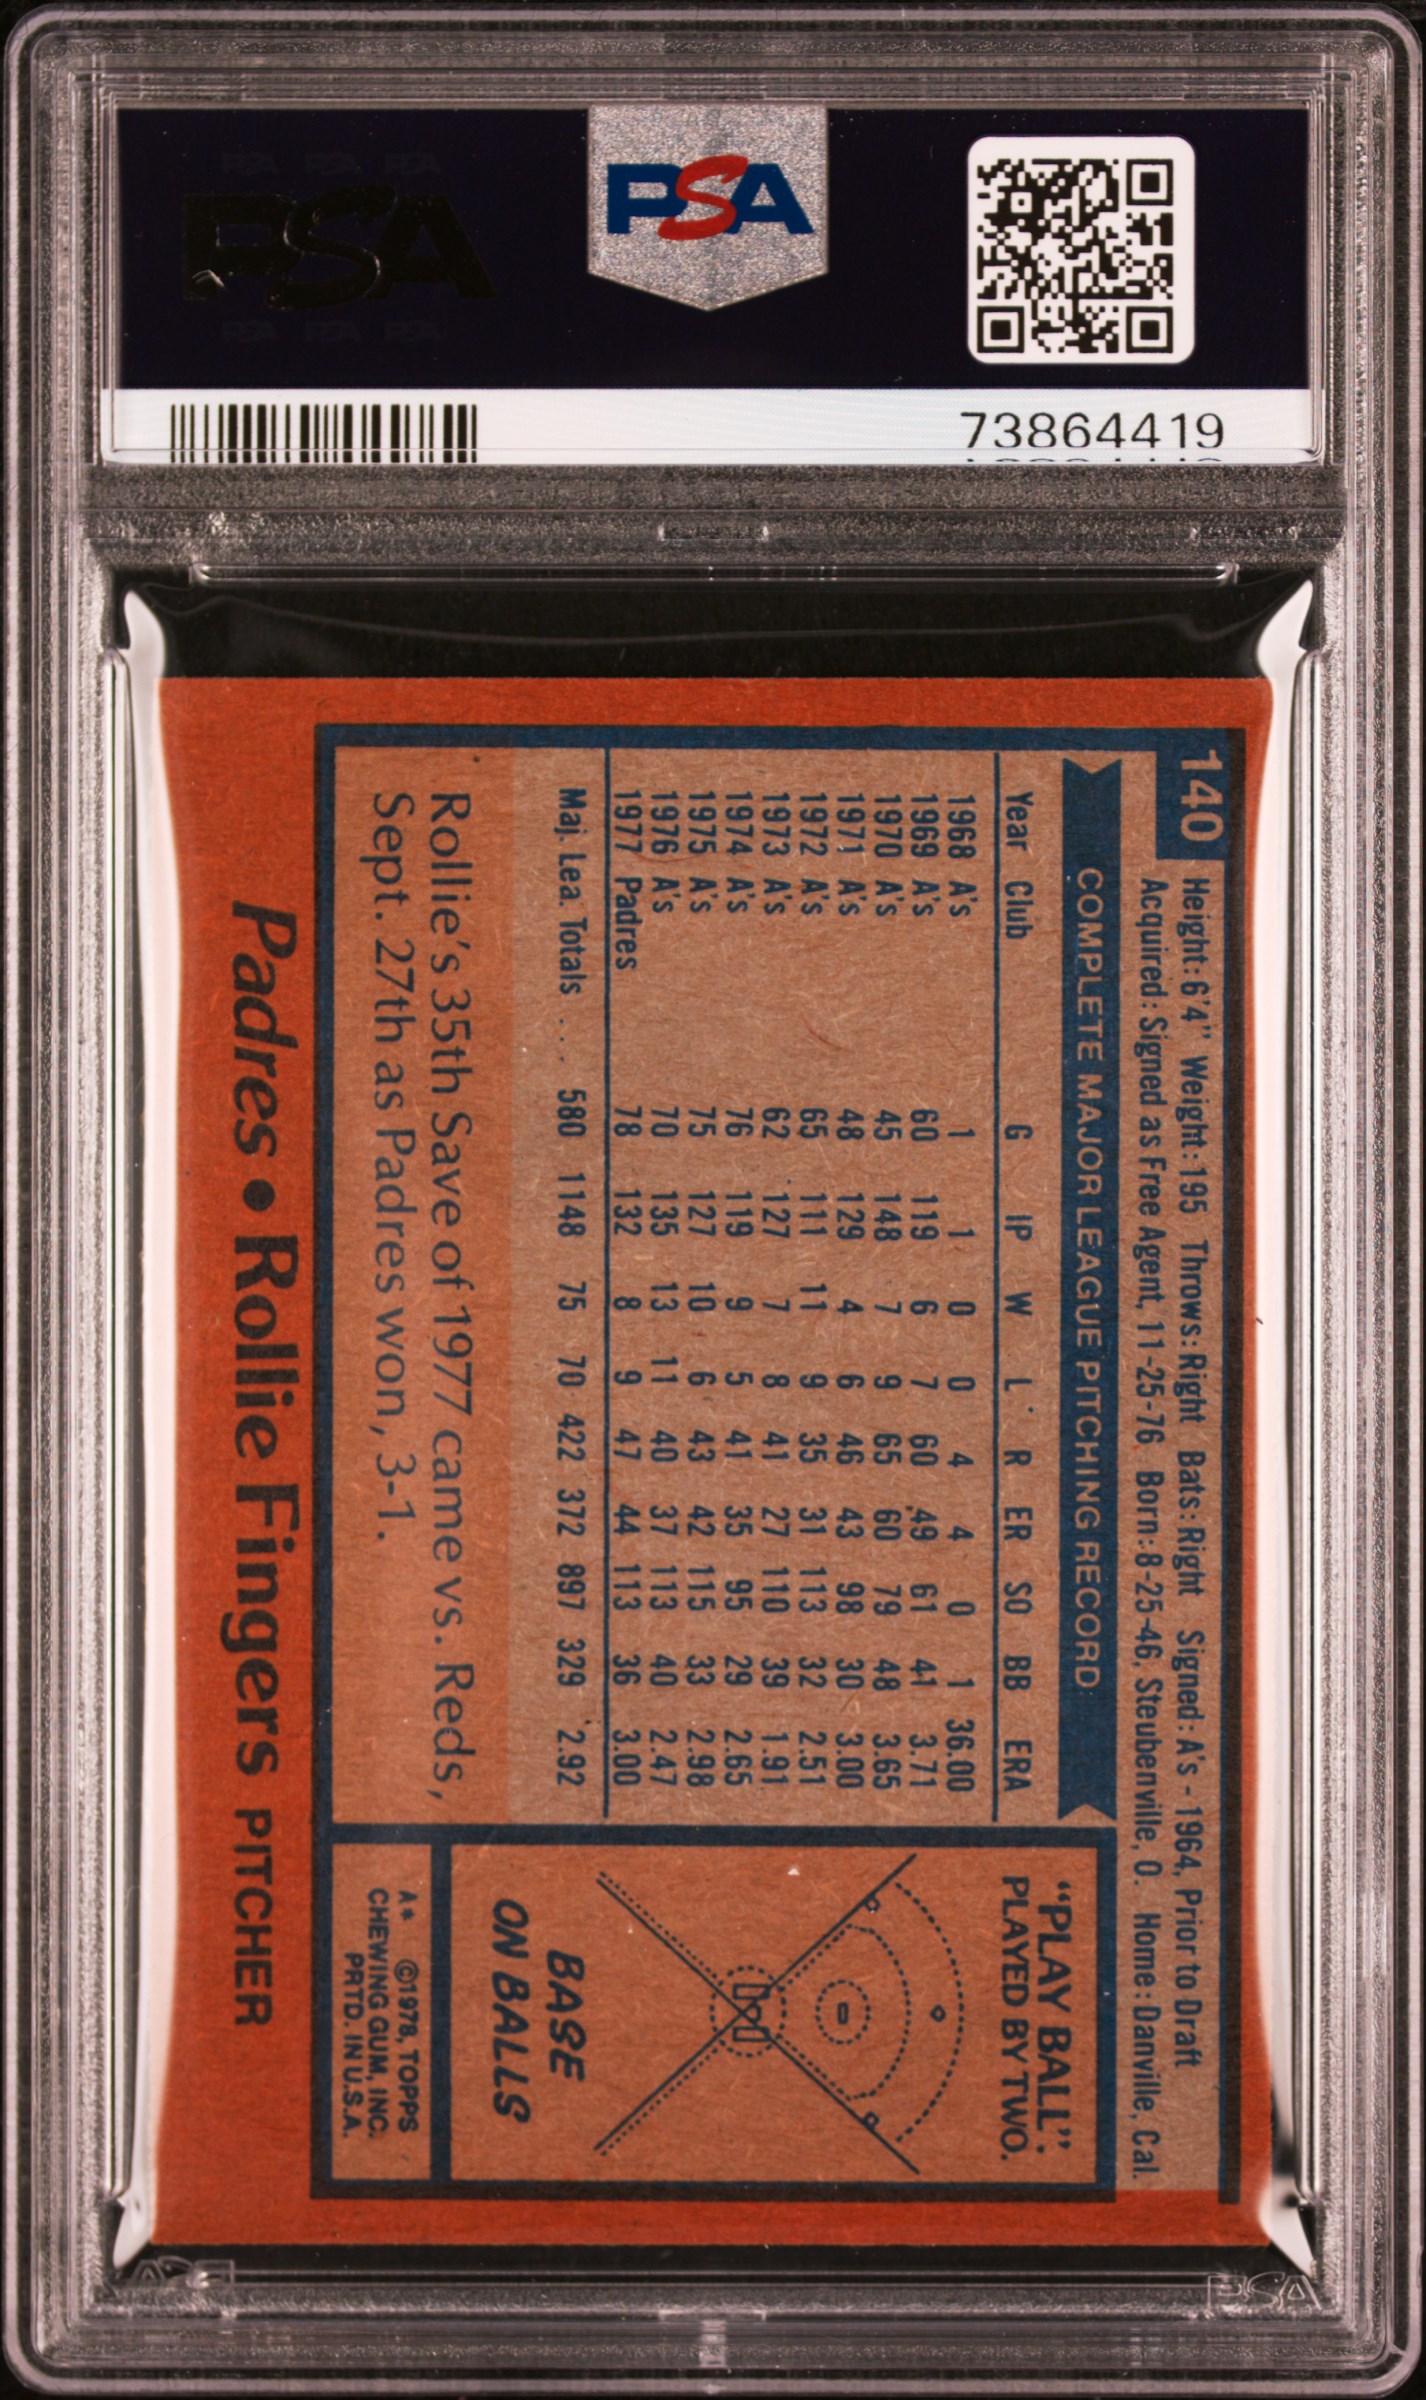 PSA
PSA
73864419
140
Height: 6'4" Weight: 195 Throws: Right Bats: Right Signed: A's - 1964, Prior to Draft
Acquired: Signed as Free Agent, 11-25-76 Born: 8-25-46, Steubenville, O. Home: Danville, Cal.
COMPLETE MAJOR LEAGUE PITCHING RECORD
Year Club G IP W L R ER SO BB ERA
1968 A's 1 1 0 0 4 4 0 1 36.00
1969 A's 60 119 6 7 60 49 61 41 3.71
1970 A's 45 148 7 9 65 60 79 48 3.65
1971 A's 48 129 4 6 46 43 98 30 3.00
1972 A's 65 111 11 9 35 31 113 32 2.51
1973 A's 62 127 7 8 41 27 110 39 1.91
1974 A's 76 119 9 5 41 35 95 29 2.65
1975 A's 75 127 10 6 43 42 115 33 2.98
1976 A's 70 135 13 11 40 37 113 40 2.47
1977 Padres 78 132 8 9 47 44 113 36 3.00
Maj. Lea. Totals ... 580 1148 75 70 422 372 897 329 2.92
Rollie's 35th Save of 1977 came vs. Reds,
Sept. 27th as Padres won, 3-1.
"PLAY BALL":
PLAYED BY TWO.
BASE
ON BALLS
A* ©1978, TOPPS
CHEWING GUM, INC.
PRTD. IN U.S.A.
Padres • Rollie Fingers PITCHER
PSA